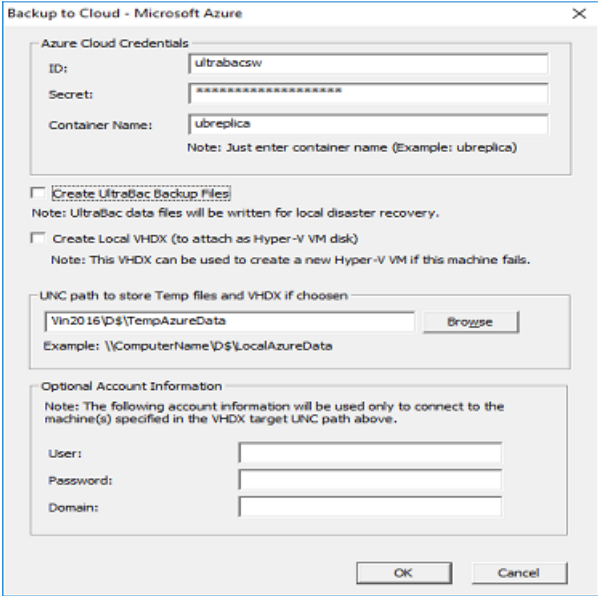 Backup to Cloud - Microsoft Azure
Azure Cloud Credentials
ID: ultrabacsw
Secret: *******************
Container Name: ubreplica
Note: Just enter container name (Example: ubreplica)
Create UltraBac Backup Files
Note: UltraBac data files will be written for local disaster recovery.
Create Local VHDX (to attach as Hyper-V VM disk)
Note: This VHDX can be used to create a new Hyper-V VM if this machine fails.
UNC path to store Temp files and VHDX if choosen
\in2016\D$\TempAzureData Browse
Example: \\ComputerName\D$\LocalAzureData
Optional Account Information
Note: The following account information will be used only to connect to the
machine(s) specified in the VHDX target UNC path above.
User:
Password:
Domain:
OK Cancel